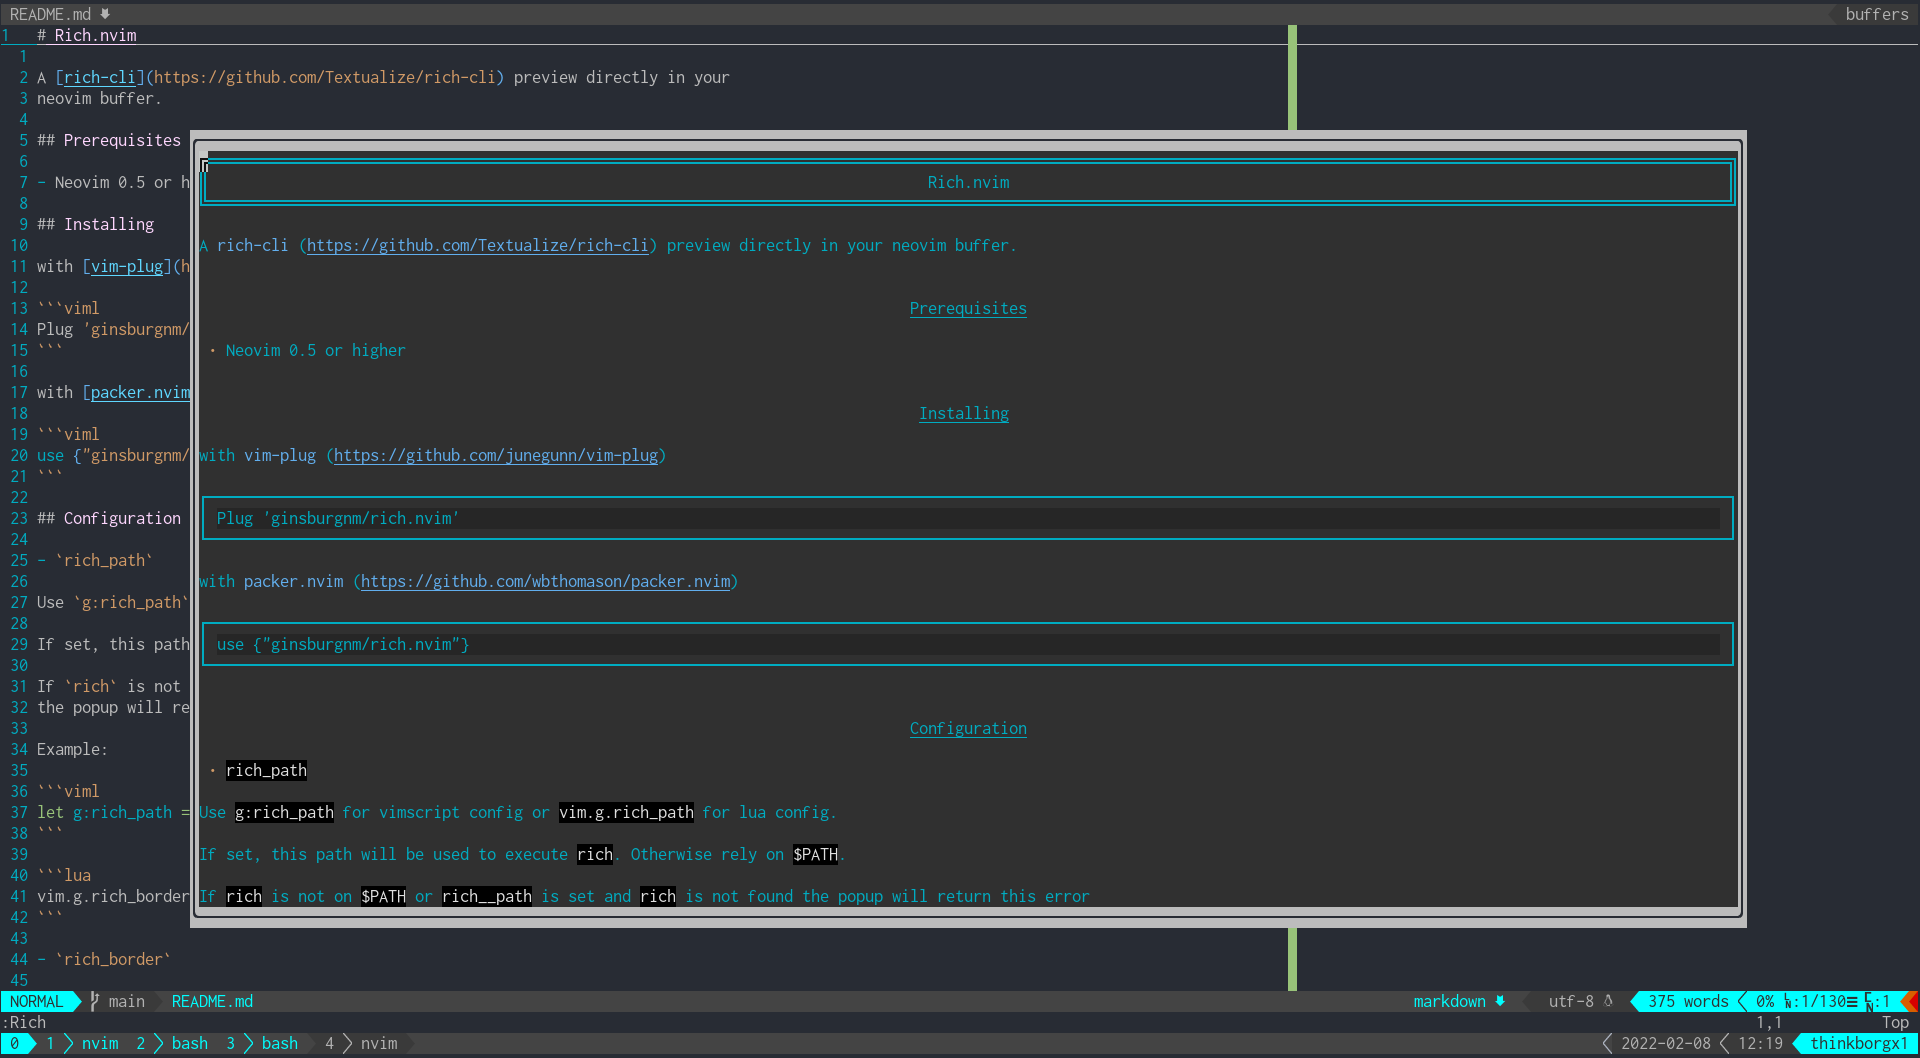 README.md buffers
1 # Rich.nvim
1
2 A [rich-cli](https://github.com/Textualize/rich-cli) preview directly in your
3 neovim buffer.
4
5 ## Prerequisites
6
7 - Neovim 0.5 or h
8
9 ## Installing
10
11 with [vim-plug](h
12
13 ```viml
14 Plug 'ginsburgnm/
15 ```
16
17 with [packer.nvim
18
19 ```viml
20 use {"ginsburgnm/
21 ```
22
23 ## Configuration
24
25 - `rich_path`
26
27 Use `g:rich_path`
28
29 If set, this path
30
31 If `rich` is not
32 the popup will re
33
34 Example:
35
36 ```viml
37 let g:rich_path =
38 ```
39
40 ```lua
41 vim.g.rich_border
42 ```
43
44 - `rich_border`
45
Rich.nvim
A rich-cli (https://github.com/Textualize/rich-cli) preview directly in your neovim buffer.
Prerequisites
• Neovim 0.5 or higher
Installing
with vim-plug (https://github.com/junegunn/vim-plug)
Plug 'ginsburgnm/rich.nvim'
with packer.nvim (https://github.com/wbthomason/packer.nvim)
use {"ginsburgnm/rich.nvim"}
Configuration
• rich_path
Use g:rich_path for vimscript config or vim.g.rich_path for lua config.
If set, this path will be used to execute rich. Otherwise rely on $PATH.
If rich is not on $PATH or rich__path is set and rich is not found the popup will return this error
NORMAL main README.md markdown utf-8 375 words 0% ㏑:1/130≡ ℅:1
:Rich 1,1 Top
0 1 nvim 2 bash 3 bash 4 nvim 2022-02-08 12:19 thinkborgx1